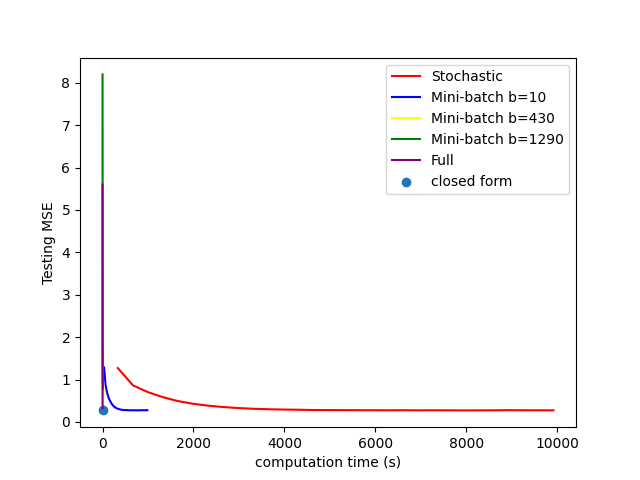 Stochastic
Mini-batch b=10
Mini-batch b=430
Mini-batch b=1290
Full
closed form
Testing MSE
8
7
6
5
4
3
2
1
0
0 2000 4000 6000 8000 10000
computation time (s)